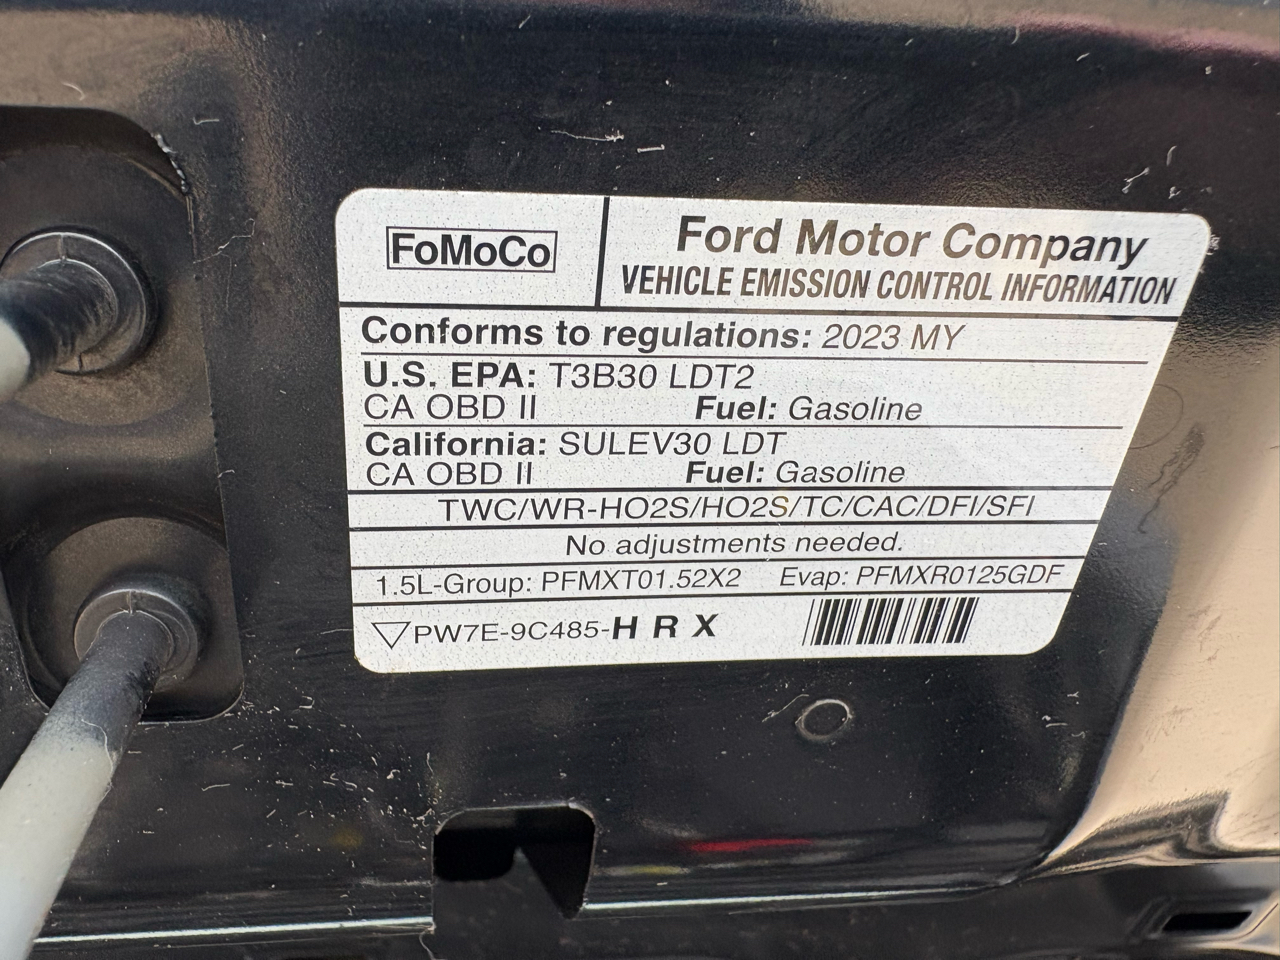 FoMoCo
Ford Motor Company
VEHICLE EMISSION CONTROL INFORMATION
Conforms to regulations: 2023 MY
U.S. EPA: T3B30 LDT2
CA OBD II Fuel: Gasoline
California: SULEV30 LDT
CA OBD II Fuel: Gasoline
TWC/WR-HO2S/HO2S/TC/CAC/DFI/SFI
No adjustments needed.
1.5L-Group: PFMXT01.52X2 Evap: PFMXR0125GDF
PW7E-9C485-H R X